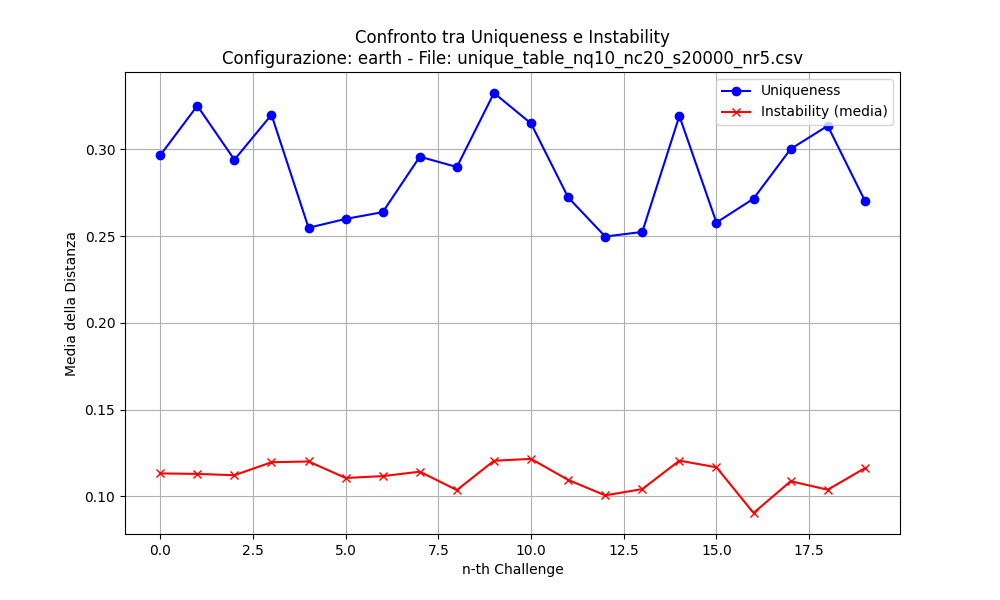 Confronto tra Uniqueness e Instability
Configurazione: earth - File: unique_table_nq10_nc20_s20000_nr5.csv
Uniqueness
Instability (media)
Media della Distanza
0.30
0.25
0.20
0.15
0.10
0.0 2.5 5.0 7.5 10.0 12.5 15.0 17.5
n-th Challenge